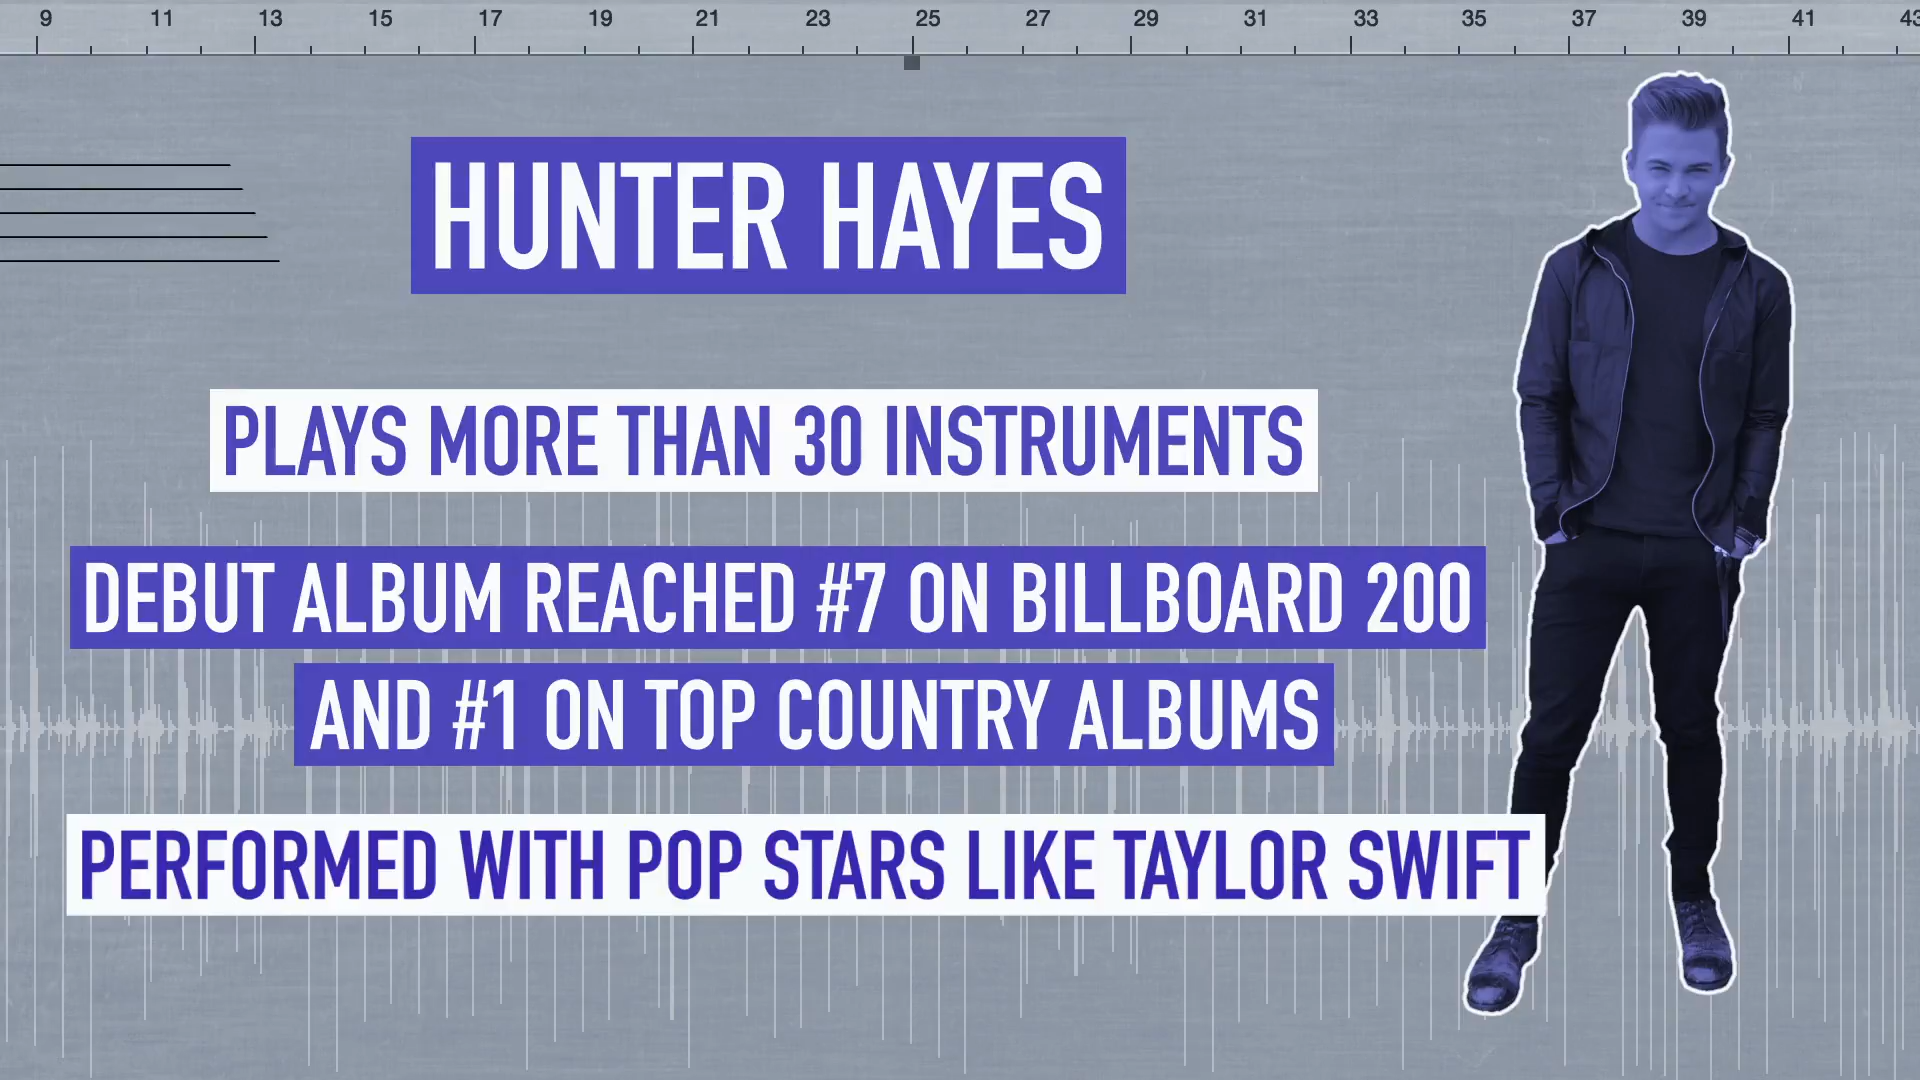 9 11 13 15 17 19 21 23 25 27 29 31 33 35 37 39 41 43
HUNTER HAYES
PLAYS MORE THAN 30 INSTRUMENTS
DEBUT ALBUM REACHED #7 ON BILLBOARD 200
AND #1 ON TOP COUNTRY ALBUMS
PERFORMED WITH POP STARS LIKE TAYLOR SWIFT